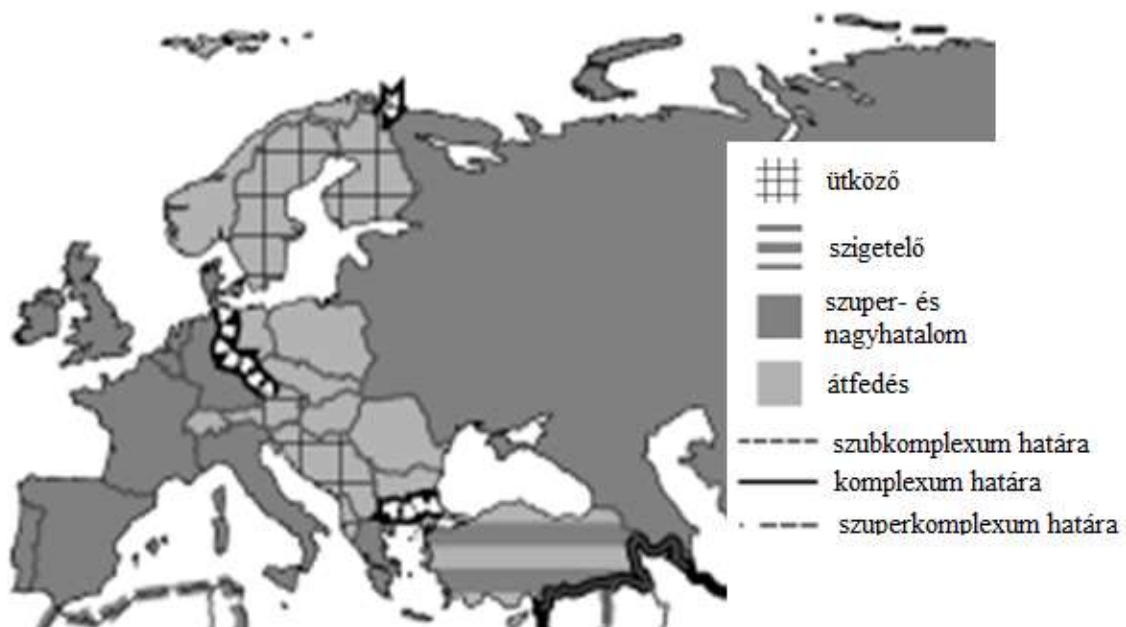 ütköző
szigetelő
szuper- és
nagyhatalom
átfedés
szubkomplexum határa
komplexum határa
szuperkomplexum határa